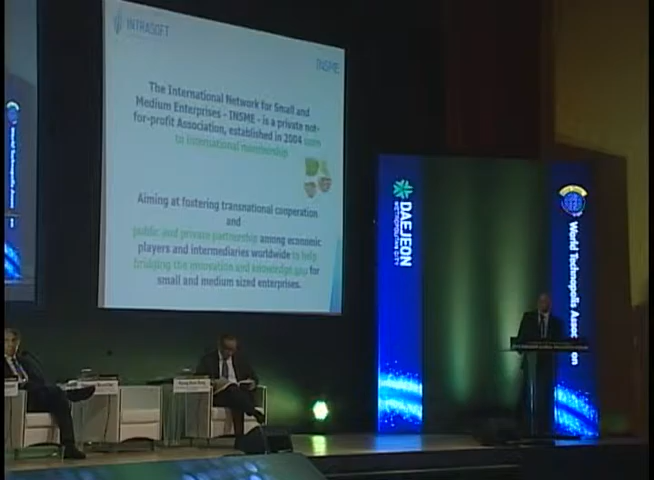 INTRASOFT
INSME
The International Network for Small and
Medium Enterprises - INSME - is a private not-
for-profit Association, established in 2004 open
to international membership
Aiming at fostering transnational cooperation
and
public and private partnership among economic
players and intermediaries worldwide to help
bridging the innovation and knowledge gap for
small and medium sized enterprises.
DAEJEON
METROPOLITAN CITY
World Technopolis Assoc
on